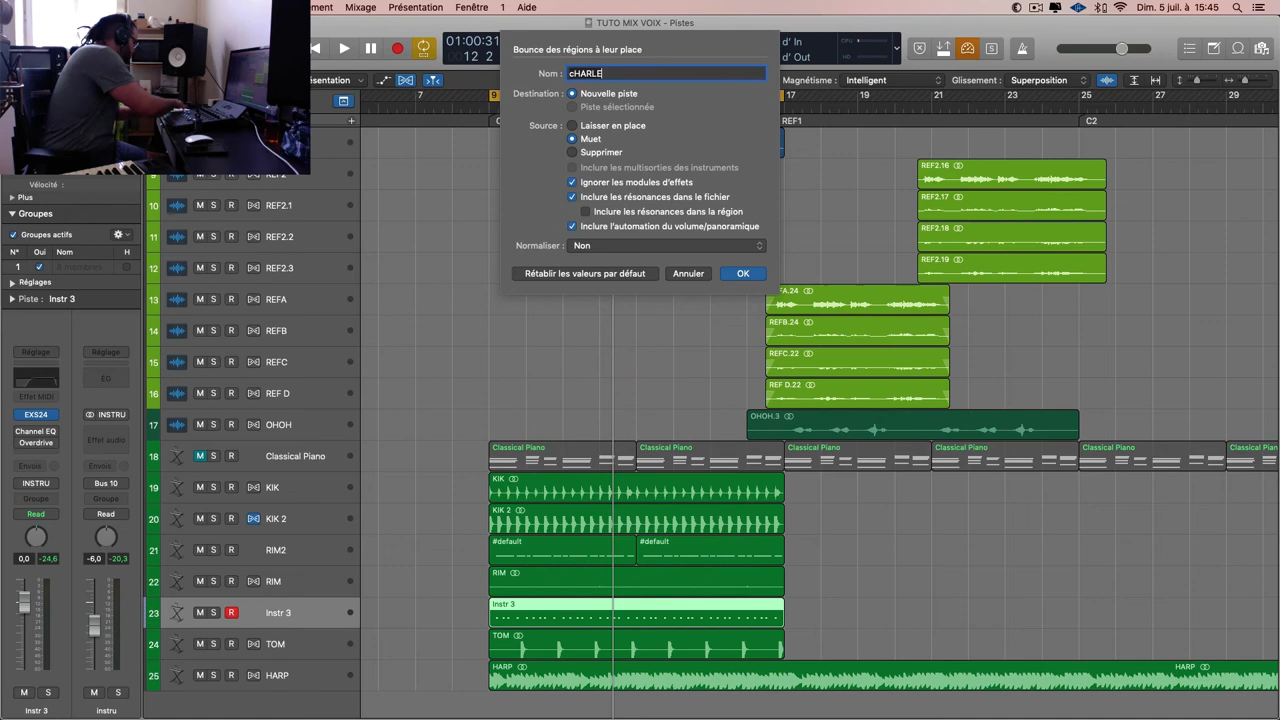 ment Mixage Présentation Fenêtre 1 Aide Dim. 5 juil. à 15:45
TUTO MIX VOIX - Pistes
00:00:31
12 2
d' In
d' Out
ésentation
Magnétisme : Intelligent
Glissement : Superposition
7 9 17 19 21 23 25 27 29
REF1 C2
Bounce des régions à leur place
Nom : cHARLE
Destination : Nouvelle piste
Piste sélectionnée
Source : Laisser en place
Muet
Supprimer
Inclure les multisorties des instruments
Ignorer les modules d'effets
Inclure les résonances dans le fichier
Inclure les résonances dans la région
Inclure l'automation du volume/panoramique
Normaliser : Non
Rétablir les valeurs par défaut Annuler OK
Vélocité :
Plus
Groupes
Groupes actifs
N° Oui Nom H
1 8 membres
Réglages
Piste : Instr 3
Réglage Réglage
EQ
Effet MIDI
EXS24 INSTRU
Channel EQ
Overdrive
Effet audio
Envois Envois
INSTRU Bus 10
Groupe Groupe
Read Read
0,0 -24,6 -6,0 -20,3
M S M S
Instr 3 instru
10 M S R REF2.1
11 M S R REF2.2
12 M S R REF2.3
13 M S R REFA
14 M S R REFB
15 M S R REFC
16 M S R REF D
17 M S R OHOH
18 M S R Classical Piano
19 M S R KIK
20 M S R KIK 2
21 M S R RIM2
22 M S R RIM
23 M S R Instr 3
24 M S R TOM
25 M S R HARP
REF2.16
REF2.17
REF2.18
REF2.19
FA.24
REFB.24
REFC.22
REF D.22
OHOH.3
Classical Piano Classical Piano Classical Piano Classical Piano Classical Piano Classical Pia
KIK
KIK 2
#default #default
RIM
Instr 3
TOM
HARP HARP